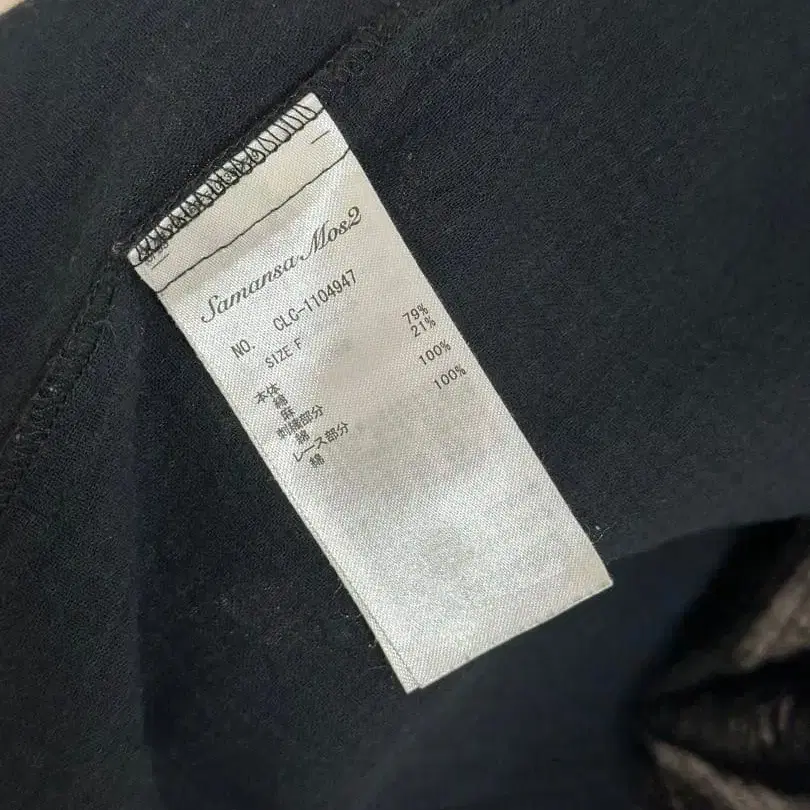 Samansa Mos2
NO. CLC-1104947
SIZE F
本体
綿 79%
麻 21%
刺繍部分
綿 100%
レース部分
綿 100%